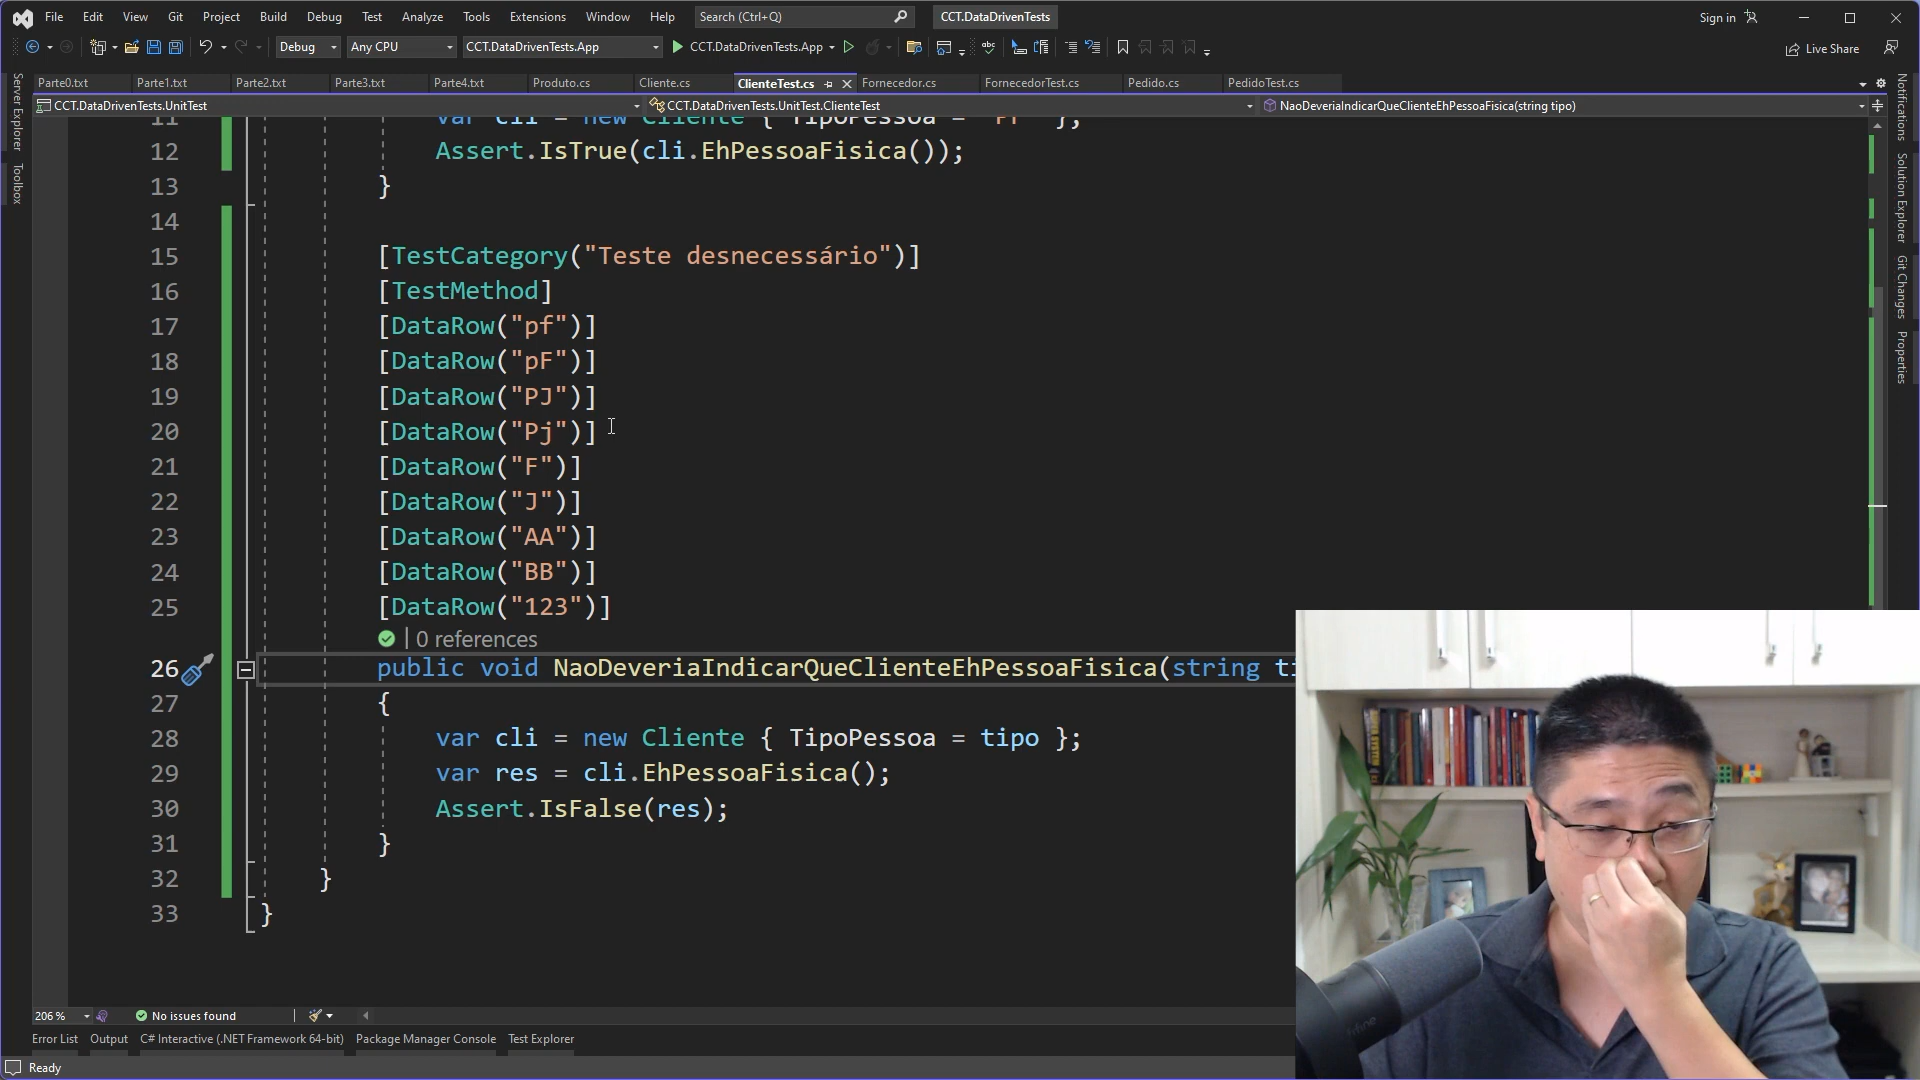 File Edit View Git Project Build Debug Test Analyze Tools Extensions Window Help Search (Ctrl+Q) CCT.DataDrivenTests Sign in
Debug Any CPU CCT.DataDrivenTests.App CCT.DataDrivenTests.App Live Share
Parte0.txt Parte1.txt Parte2.txt Parte3.txt Parte4.txt Produto.cs Cliente.cs ClienteTest.cs Fornecedor.cs FornecedorTest.cs Pedido.cs PedidoTest.cs
CCT.DataDrivenTests.UnitTest CCT.DataDrivenTests.UnitTest.ClienteTest NaoDeveriaIndicarQueClienteEhPessoaFisica(string tipo)
Server Explorer
Toolbox
Notifications
Solution Explorer
Git Changes
Properties
11 var cli = new Cliente { TipoPessoa = "PF" };
12 Assert.IsTrue(cli.EhPessoaFisica());
13 }
14
15 [TestCategory("Teste desnecessário")]
16 [TestMethod]
17 [DataRow("pf")]
18 [DataRow("pF")]
19 [DataRow("PJ")]
20 [DataRow("Pj")]
21 [DataRow("F")]
22 [DataRow("J")]
23 [DataRow("AA")]
24 [DataRow("BB")]
25 [DataRow("123")]
| 0 references
26 public void NaoDeveriaIndicarQueClienteEhPessoaFisica(string ti
27 {
28 var cli = new Cliente { TipoPessoa = tipo };
29 var res = cli.EhPessoaFisica();
30 Assert.IsFalse(res);
31 }
32 }
33 }
206 % No issues found
Error List Output C# Interactive (.NET Framework 64-bit) Package Manager Console Test Explorer
Ready